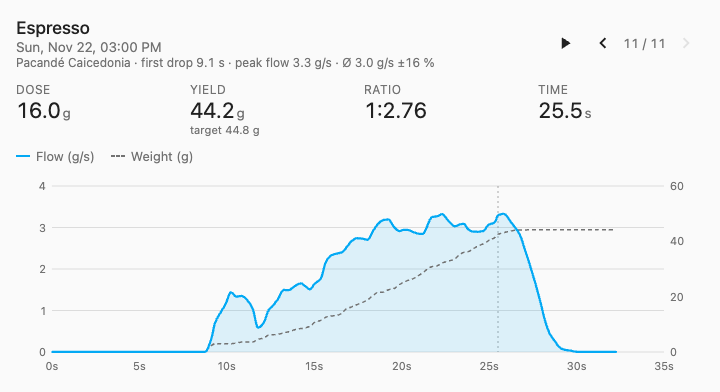 Espresso
Sun, Nov 22, 03:00 PM
Pacandé Caicedonia · first drop 9.1 s · peak flow 3.3 g/s · Ø 3.0 g/s ±16 %
11 / 11
DOSE YIELD RATIO TIME
16.0g 44.2g 1:2.76 25.5s
target 44.8 g
Flow (g/s) Weight (g)
4 60
3 40
2 20
1 0
0
0s 5s 10s 15s 20s 25s 30s 35s